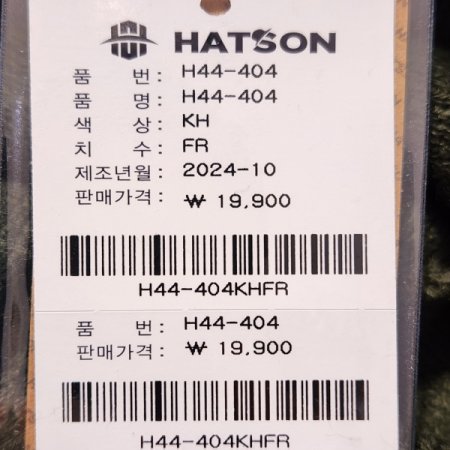 HATSON
품 번 : H44-404
품 명 : H44-404
색 상 : KH
치 수 : FR
제조년월 : 2024-10
판매가격 : ₩ 19,900
H44-404KHFR
품 번 : H44-404
판매가격 : ₩ 19,900
H44-404KHFR